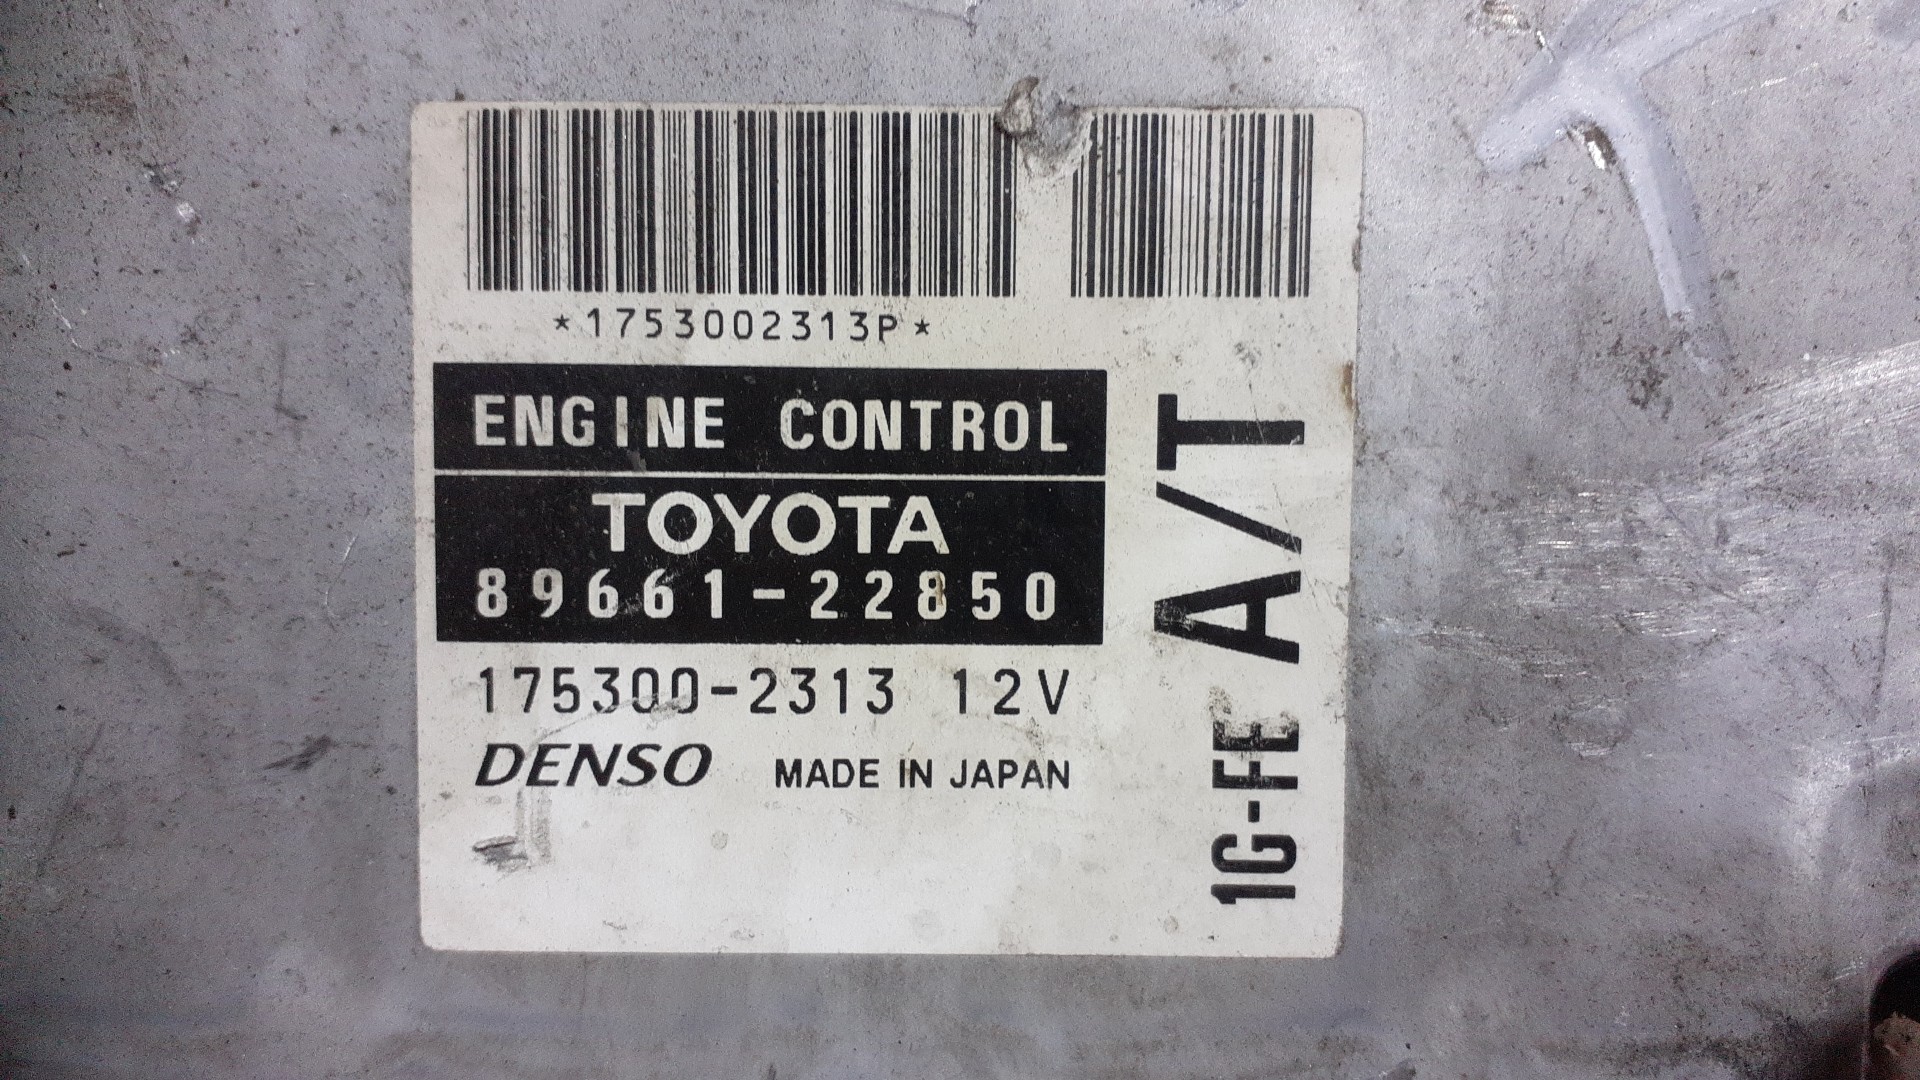 *1753002313P*
ENGINE CONTROL
TOYOTA
89661-22850
175300-2313 12V
DENSO MADE IN JAPAN
1G-FE A/T